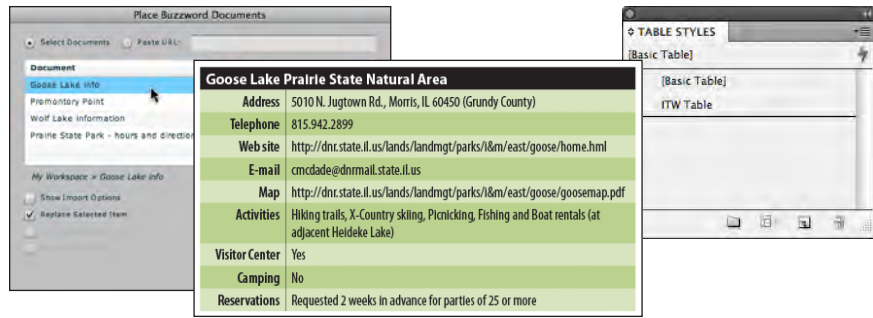 Place Buzzword Documents
Select Documents Paste URL:
Document
Goose Lake info
Promontory Point
Wolf Lake information
Prairie State Park - hours and direction
My Workspace » Goose Lake info
Show Import Options
Replace Selected Item
Goose Lake Prairie State Natural Area
Address 5010 N. Jugtown Rd., Morris, IL 60450 (Grundy County)
Telephone 815.942.2899
Web site http://dnr.state.il.us/lands/landmgt/parks/i&m/east/goose/home.hml
E-mail cmcdade@dnrmail.state.il.us
Map http://dnr.state.il.us/lands/landmgt/parks/i&m/east/goose/goosemap.pdf
Activities Hiking trails, X-Country skiing, Picnicking, Fishing and Boat rentals (at
adjacent Heideke Lake)
Visitor Center Yes
Camping No
Reservations Requested 2 weeks in advance for parties of 25 or more
TABLE STYLES
[Basic Table]
[Basic Table]
ITW Table